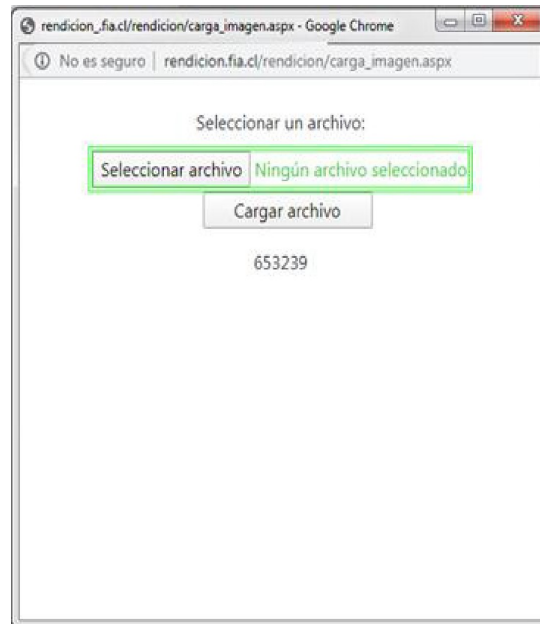 rendicion_.fia.cl/rendicion/carga_imagen.aspx - Google Chrome
No es seguro | rendicion.fia.cl/rendicion/carga_imagen.aspx
Seleccionar un archivo:
Seleccionar archivo Ningún archivo seleccionado
Cargar archivo
653239